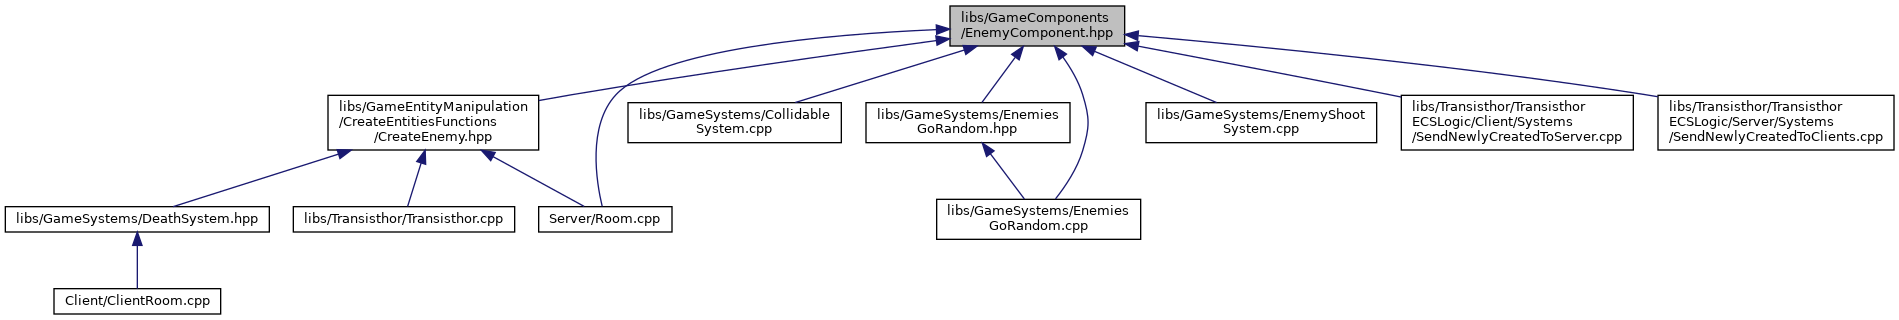 libs/GameComponents
/EnemyComponent.hpp
libs/GameEntityManipulation
/CreateEntitiesFunctions
/CreateEnemy.hpp
libs/GameSystems/Collidable
System.cpp
libs/GameSystems/Enemies
GoRandom.hpp
libs/GameSystems/EnemyShoot
System.cpp
libs/Transisthor/Transisthor
ECSLogic/Client/Systems
/SendNewlyCreatedToServer.cpp
libs/Transisthor/Transisthor
ECSLogic/Server/Systems
/SendNewlyCreatedToClients.cpp
libs/GameSystems/DeathSystem.hpp
libs/Transisthor/Transisthor.cpp
Server/Room.cpp
libs/GameSystems/Enemies
GoRandom.cpp
Client/ClientRoom.cpp